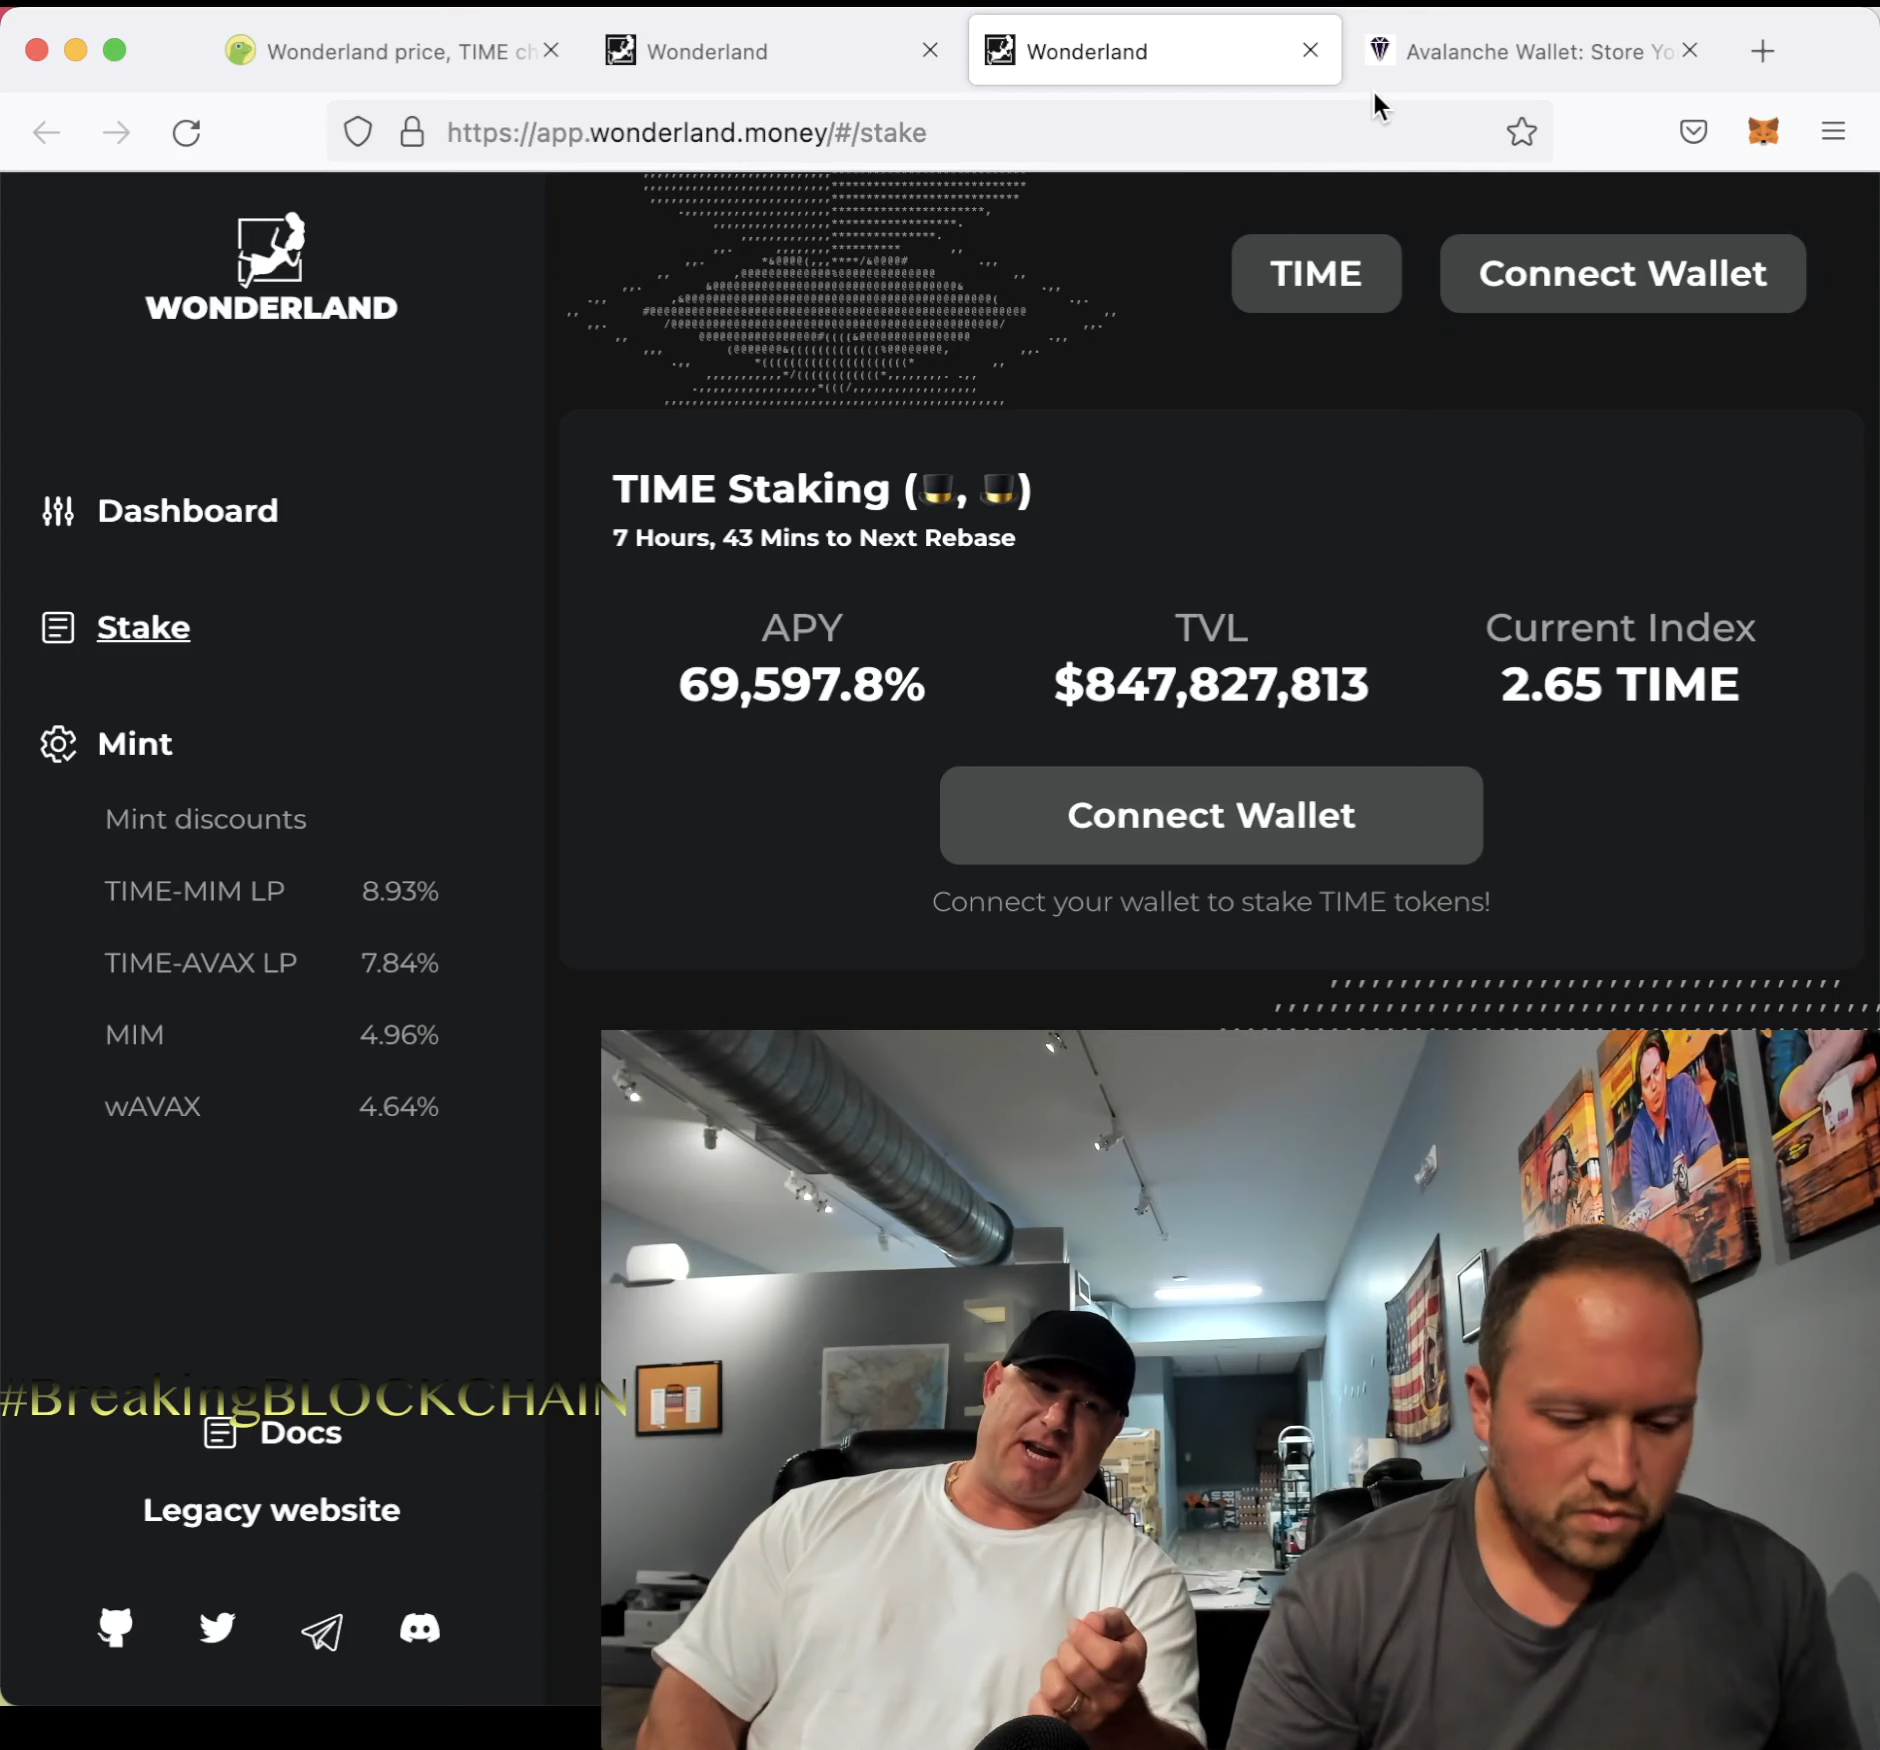 Wonderland price, TIME ch
Wonderland
Wonderland
Avalanche Wallet: Store Yo
https://app.wonderland.money/#/stake
WONDERLAND
TIME
Connect Wallet
Dashboard
Stake
Mint
Mint discounts
TIME-MIM LP 8.93%
TIME-AVAX LP 7.84%
MIM 4.96%
wAVAX 4.64%
TIME Staking (🎩, 🎩)
7 Hours, 43 Mins to Next Rebase
APY
69,597.8%
TVL
$847,827,813
Current Index
2.65 TIME
Connect Wallet
Connect your wallet to stake TIME tokens!
#BreakingBLOCKCHAIN
Docs
Legacy website